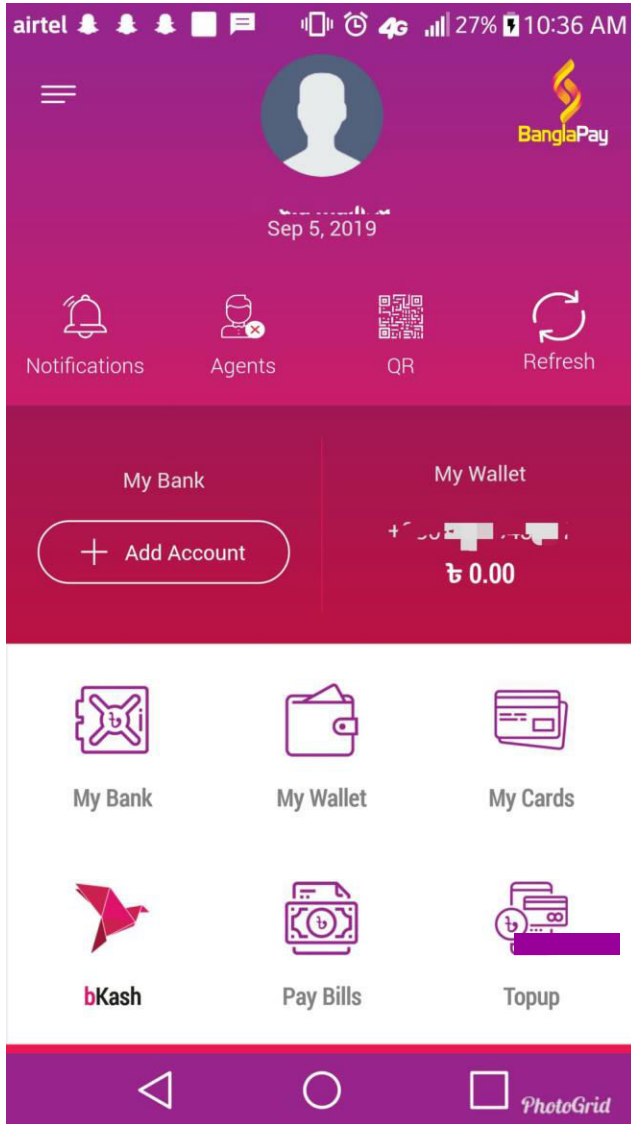 airtel 4G 27% 10:36 AM
BanglaPay
Sep 5, 2019
Notifications Agents QR Refresh
My Bank My Wallet
+ Add Account
৳ 0.00
My Bank My Wallet My Cards
bKash Pay Bills Topup
PhotoGrid